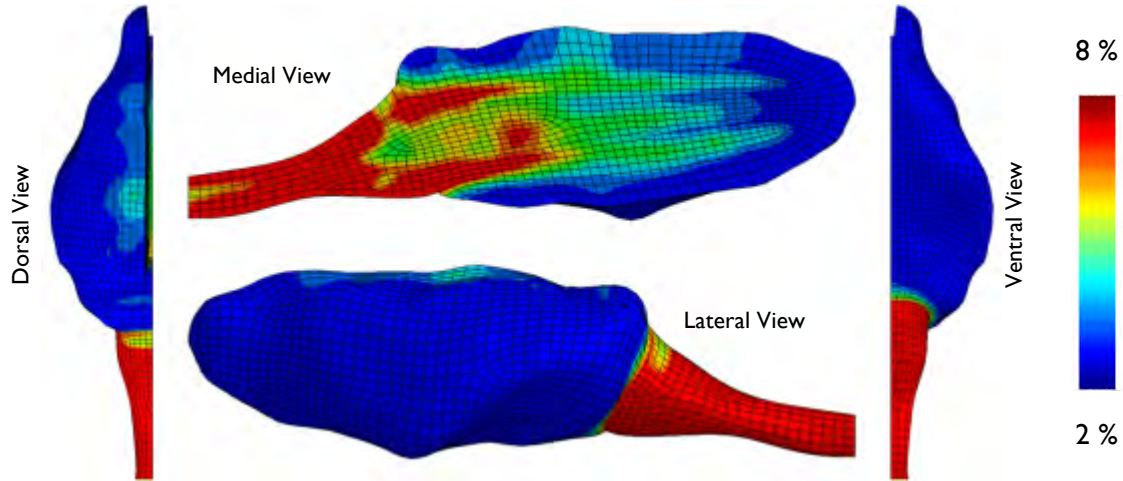 8 %
Medial View
Dorsal View
Ventral View
Lateral View
2 %